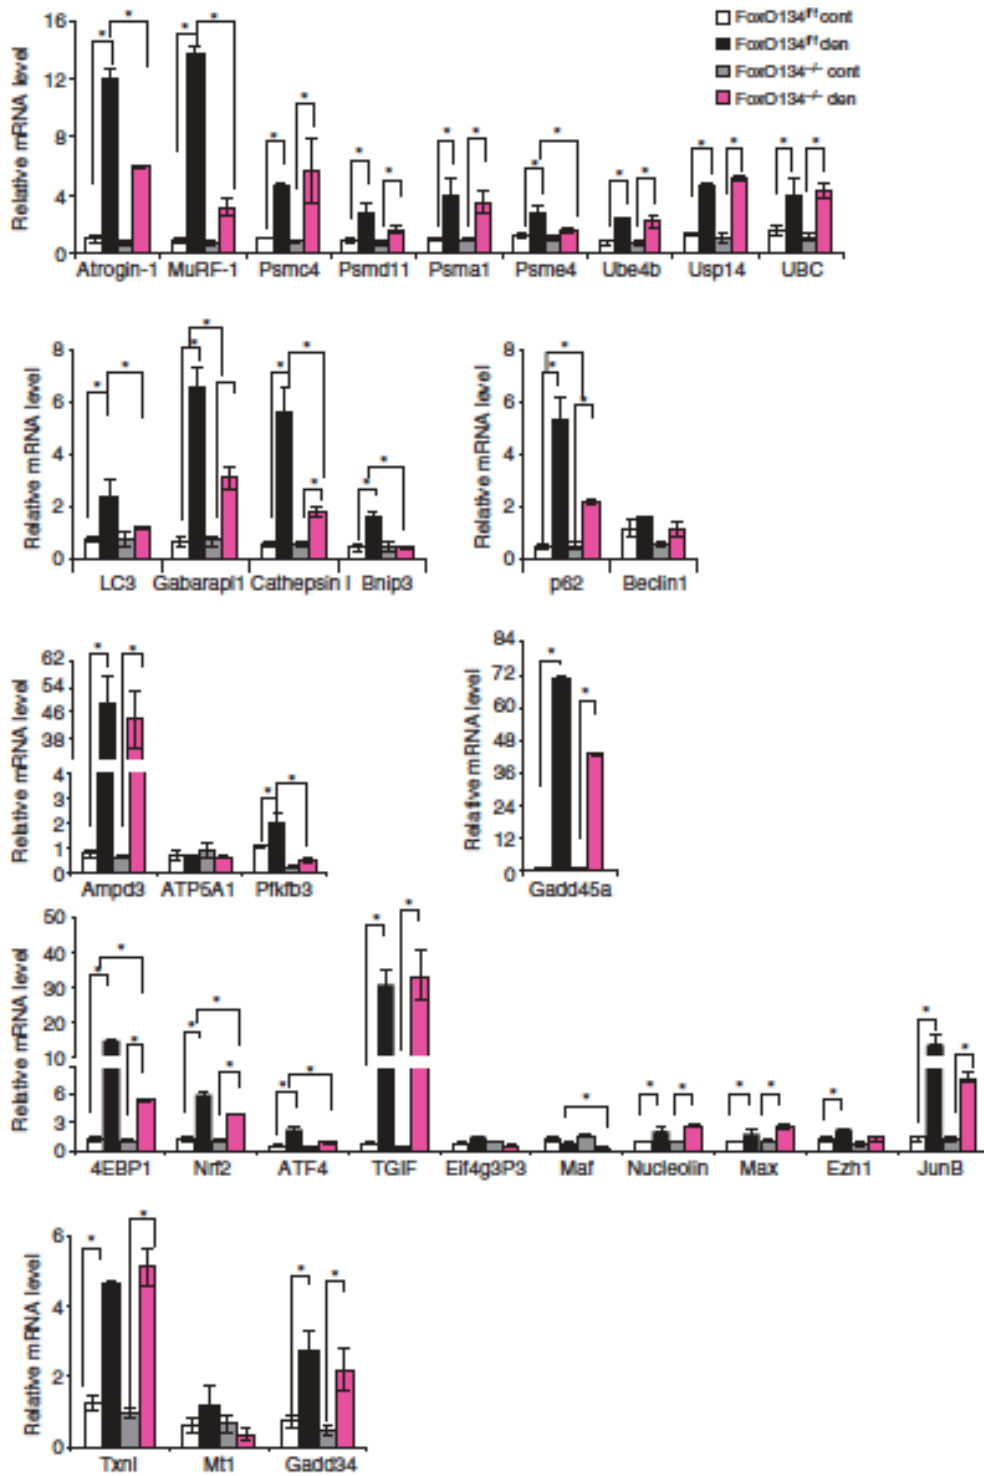 FoxO134f/f cont
FoxO134f/f den
FoxO134-/- cont
FoxO134-/- den
Relative mRNA level
16
12
8
4
0
* * * * * * * * * * * * * * * * * *
Atrogin-1 MuRF-1 Psmc4 Psmd11 Psma1 Psme4 Ube4b Usp14 UBC
Relative mRNA level
8
6
4
2
0
* * * * * * * * *
LC3 Gabarapl1 Cathepsin l Bnip3
Relative mRNA level
8
6
4
2
0
* * *
p62 Beclin1
Relative mRNA level
62
54
46
38
4
3
2
1
0
* * * *
Ampd3 ATP5A1 Pfkfb3
Relative mRNA level
84
72
60
48
36
24
12
0
* *
Gadd45a
Relative mRNA level
50
40
30
20
10
6
3
0
* * * * * * * * * * * * * * * * * *
4EBP1 Nrf2 ATF4 TGIF Eif4g3P3 Maf Nucleolin Max Ezh1 JunB
Relative mRNA level
6
4
2
0
* * * *
Txnl Mt1 Gadd34